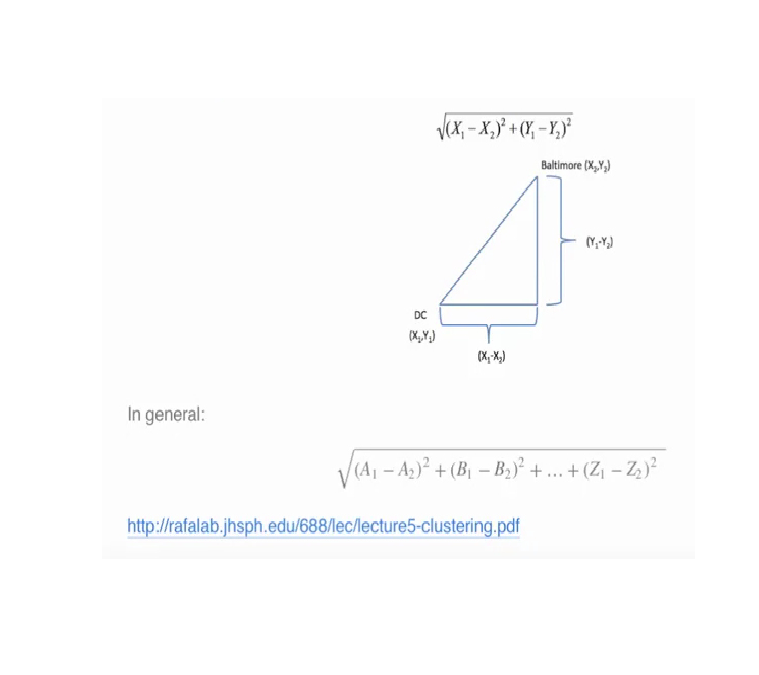 √(X₁ − X₂)² + (Y₁ − Y₂)²
Baltimore (X₂,Y₂)
(Y₁-Y₂)
DC
(X₁,Y₁)
(X₁-X₂)
In general:
√(A₁ − A₂)² + (B₁ − B₂)² + … + (Z₁ − Z₂)²
http://rafalab.jhsph.edu/688/lec/lecture5-clustering.pdf